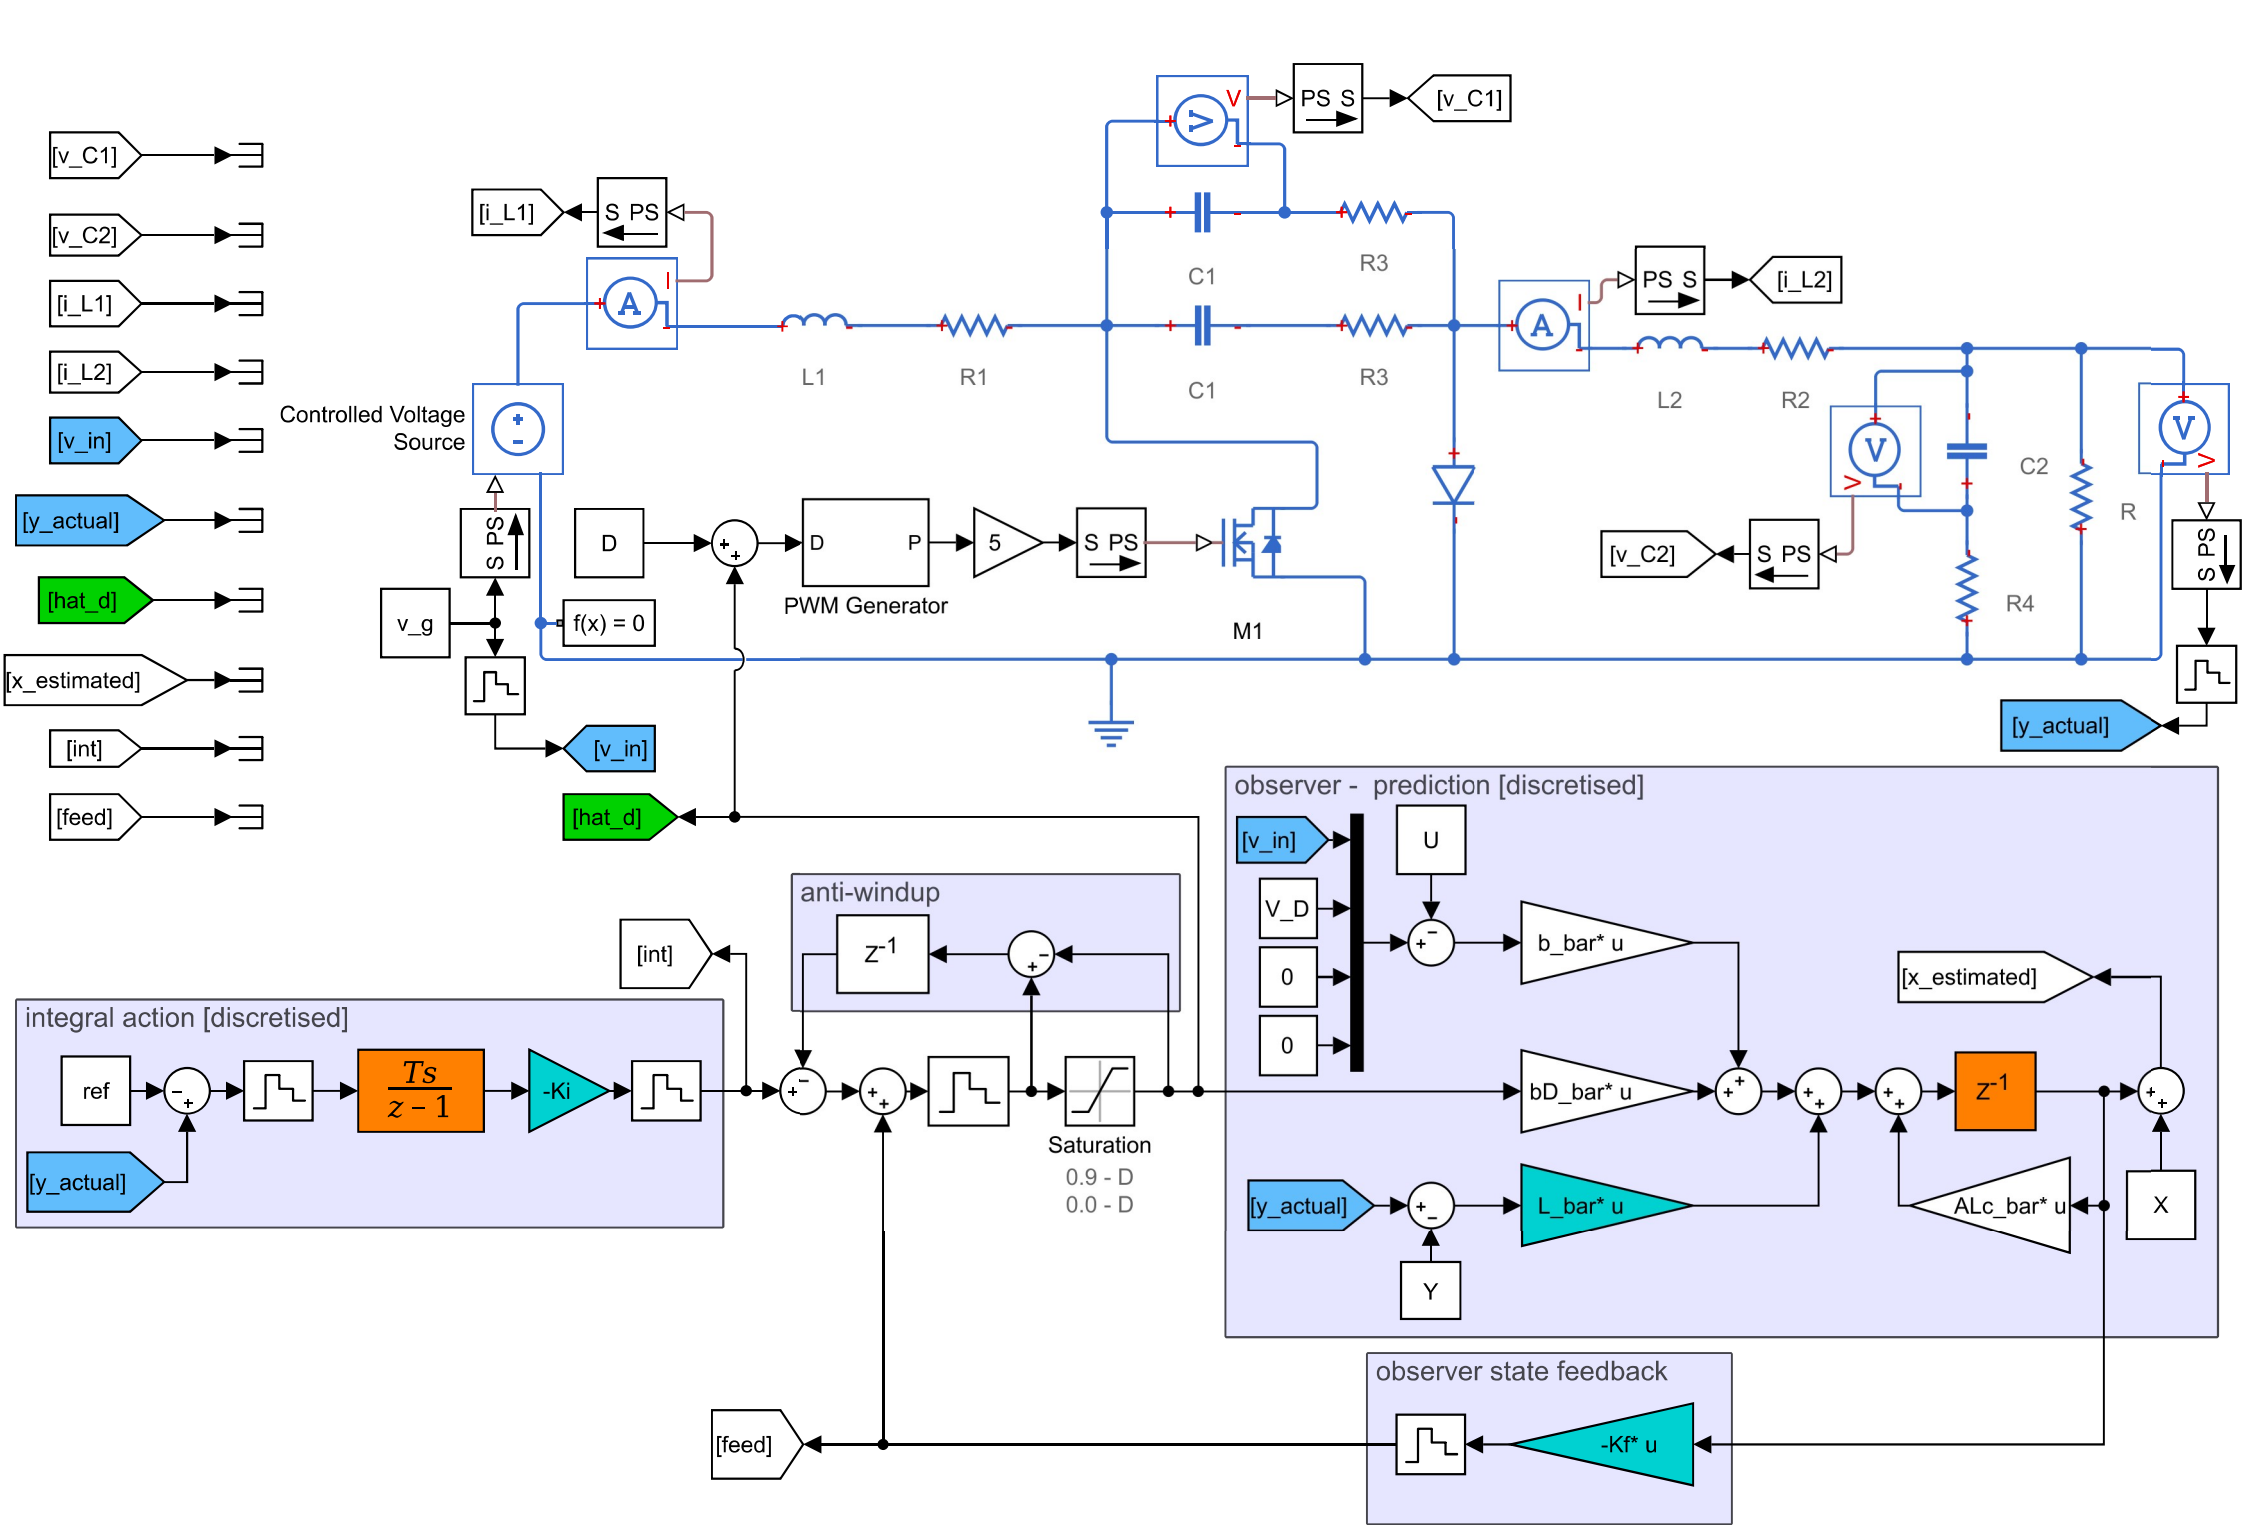 [v_C1]
[v_C2]
[i_L1]
[i_L2]
[v_in]
[y_actual]
[hat_d]
[x_estimated]
[int]
[feed]
V
+
-
PS S
[v_C1]
[i_L1]
S PS
I
A
+
-
+ -
L1
+ -
R1
+ -
C1
+ -
R3
+ -
C1
+ -
R3
Controlled Voltage
Source
+
-
S PS
v_g
f(x) = 0
[v_in]
D
+
+
D
P
PWM Generator
5
S PS
M1
+
-
PS S
[i_L2]
I
A
+
-
+ -
L2
+ -
R2
V
+
-
V
C2
-
+
R4
-
+
R
-
+
V
+
-
V
S PS
[v_C2]
S PS
[y_actual]
[hat_d]
anti-windup
Z-1
+
-
[int]
integral action [discretised]
ref
-
+
Ts
z – 1
-Ki
[y_actual]
+
-
+
+
Saturation
0.9 - D
0.0 - D
observer -  prediction [discretised]
[v_in]
V_D
0
0
U
+
-
b_bar* u
bD_bar* u
+
+
+
+
+
+
Z-1
+
+
[x_estimated]
[y_actual]
+
-
Y
L_bar* u
ALc_bar* u
X
observer state feedback
-Kf* u
[feed]